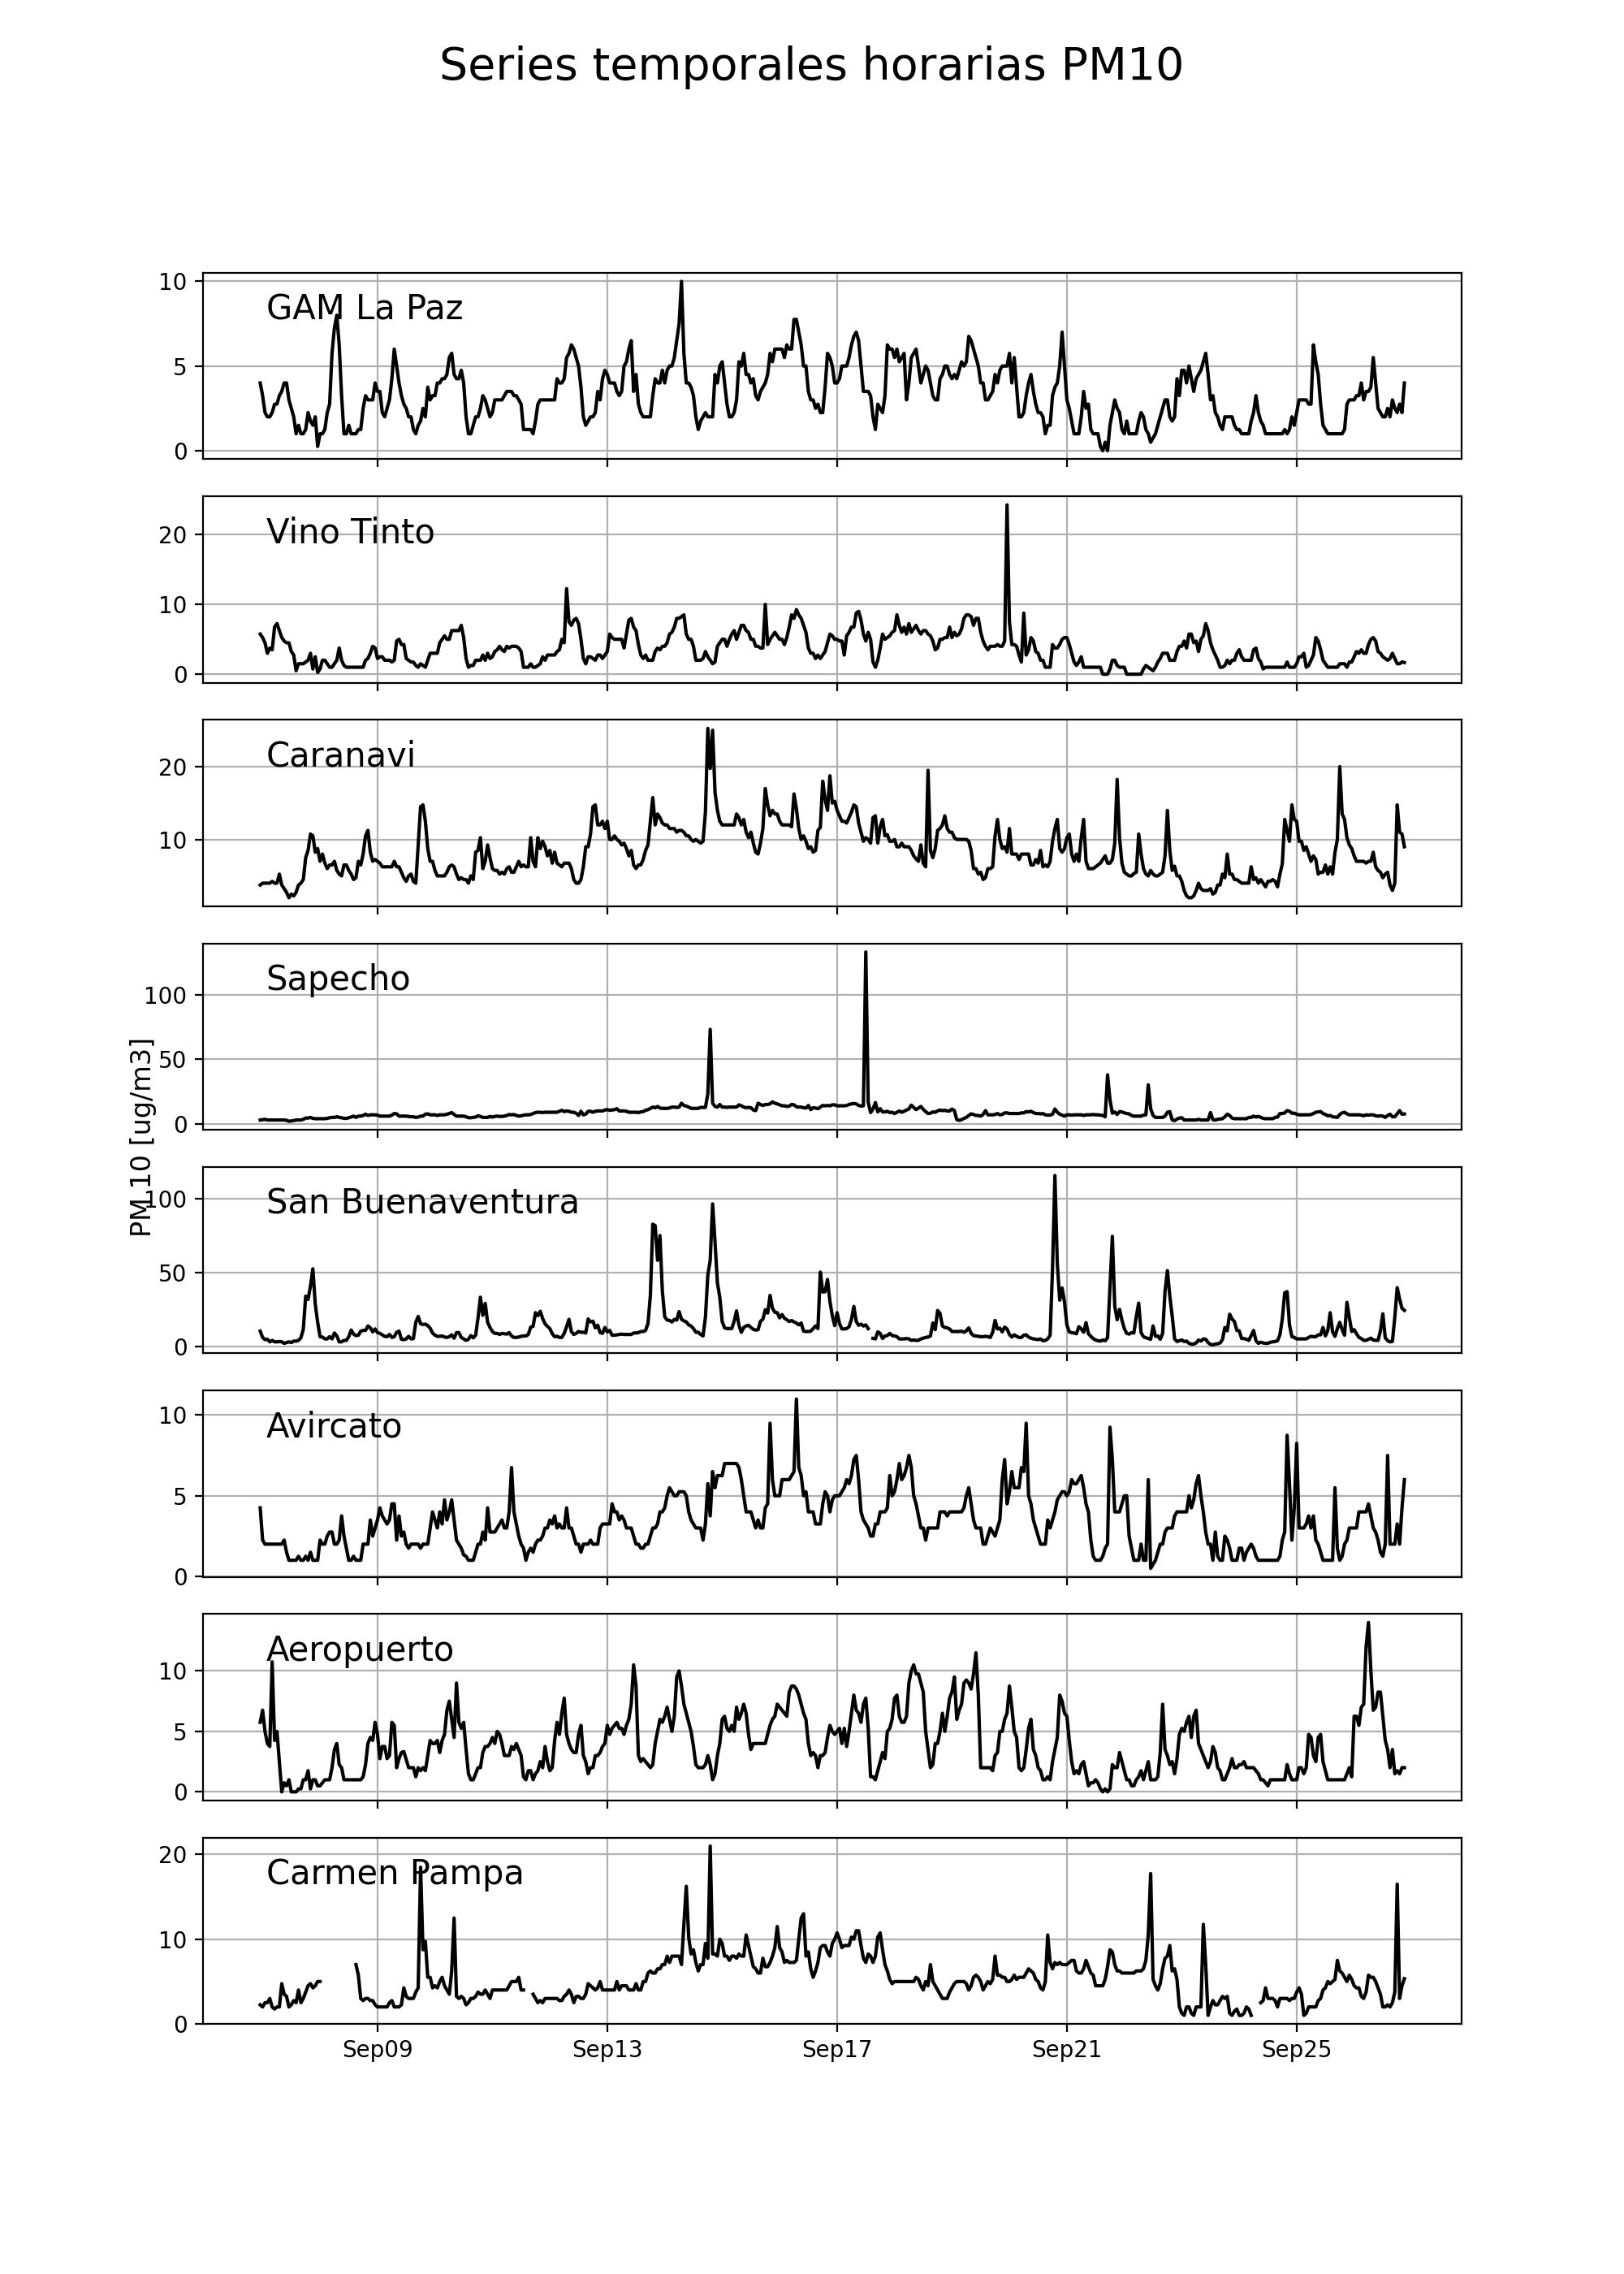 Series temporales horarias PM10
GAM La Paz
10
5
0
Vino Tinto
20
10
0
Caranavi
20
10
Sapecho
100
50
0
PM 10 [ug/m3]
San Buenaventura
100
50
0
Avircato
10
5
0
Aeropuerto
10
5
0
Carmen Pampa
20
10
0
Sep09 Sep13 Sep17 Sep21 Sep25